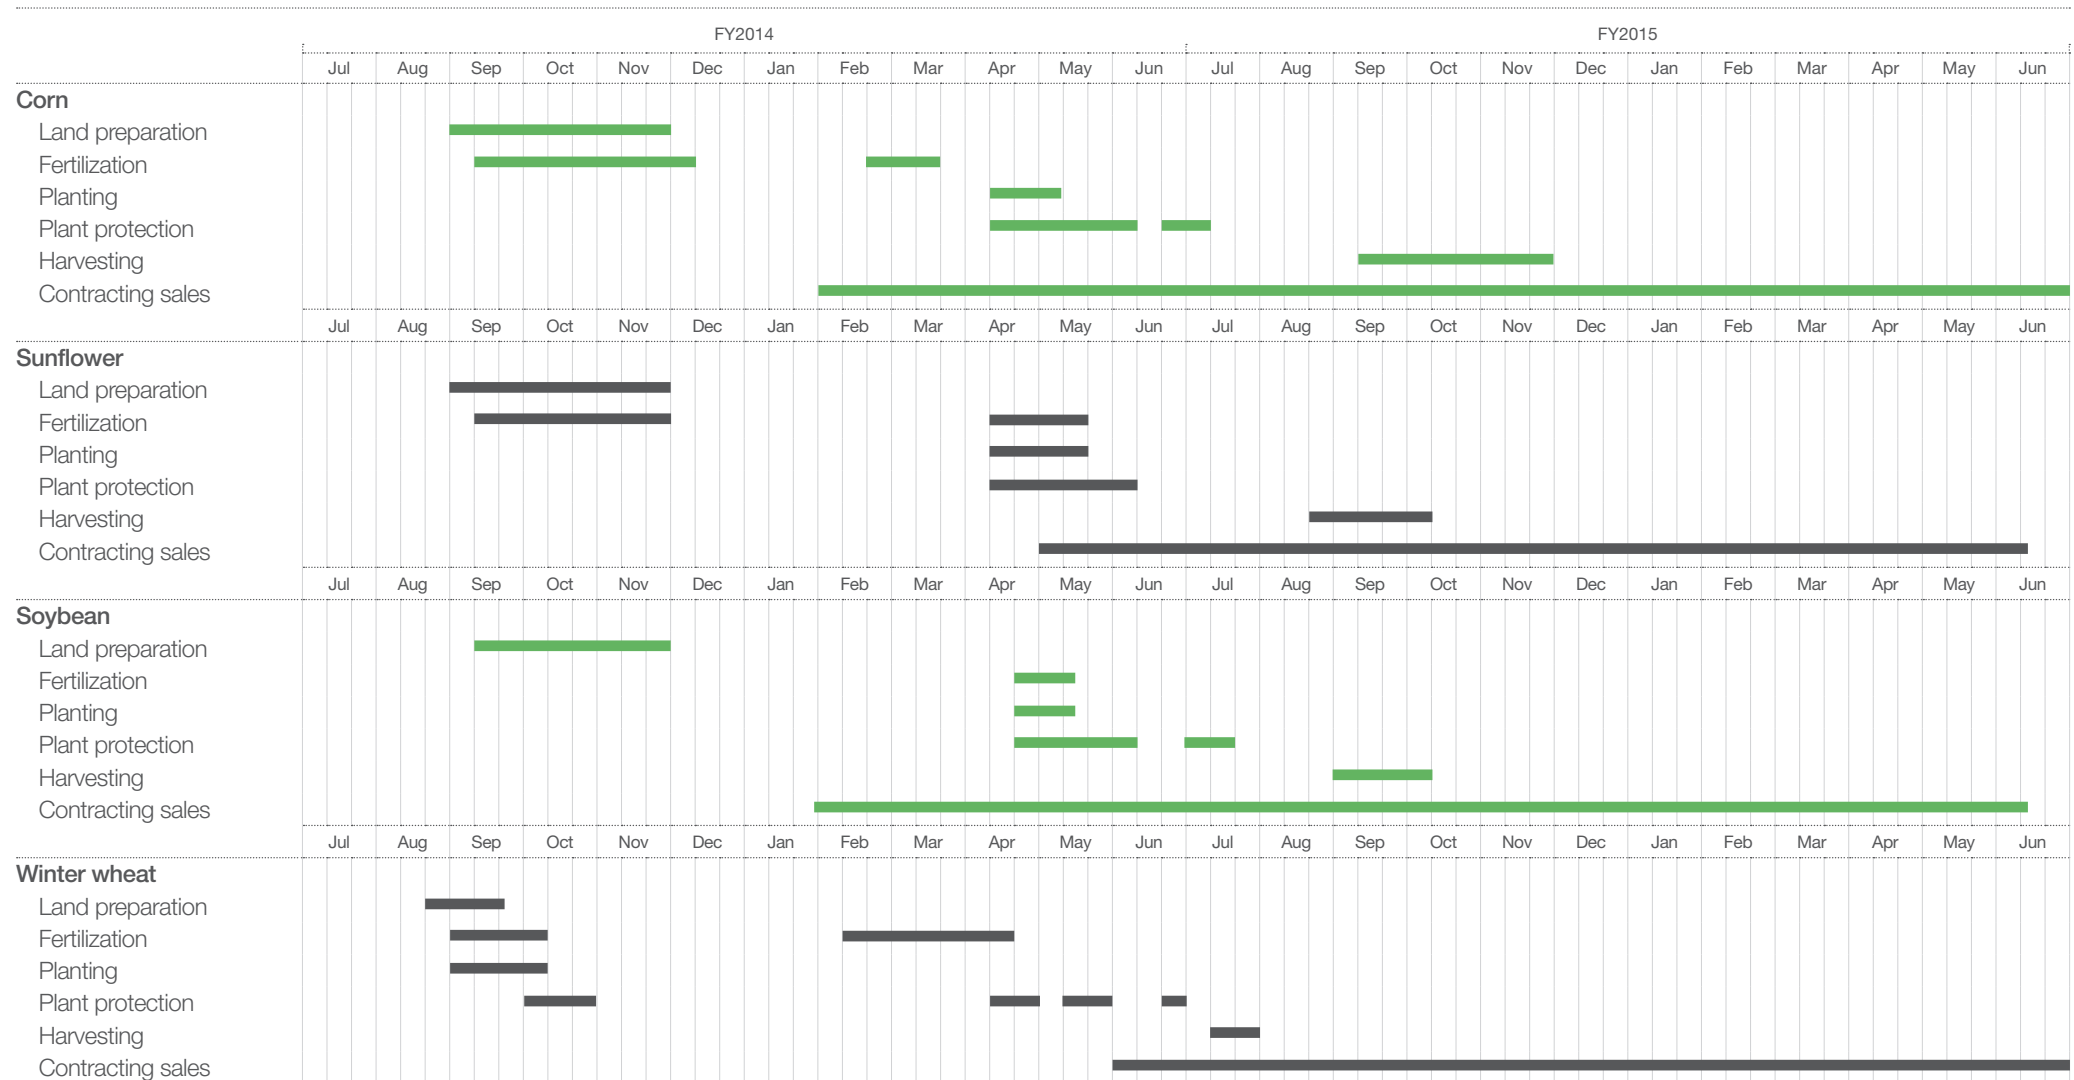 FY2014 FY2015
Jul Aug Sep Oct Nov Dec Jan Feb Mar Apr May Jun Jul Aug Sep Oct Nov Dec Jan Feb Mar Apr May Jun
Corn
Land preparation
Fertilization
Planting
Plant protection
Harvesting
Contracting sales
Jul Aug Sep Oct Nov Dec Jan Feb Mar Apr May Jun Jul Aug Sep Oct Nov Dec Jan Feb Mar Apr May Jun
Sunflower
Land preparation
Fertilization
Planting
Plant protection
Harvesting
Contracting sales
Jul Aug Sep Oct Nov Dec Jan Feb Mar Apr May Jun Jul Aug Sep Oct Nov Dec Jan Feb Mar Apr May Jun
Soybean
Land preparation
Fertilization
Planting
Plant protection
Harvesting
Contracting sales
Jul Aug Sep Oct Nov Dec Jan Feb Mar Apr May Jun Jul Aug Sep Oct Nov Dec Jan Feb Mar Apr May Jun
Winter wheat
Land preparation
Fertilization
Planting
Plant protection
Harvesting
Contracting sales